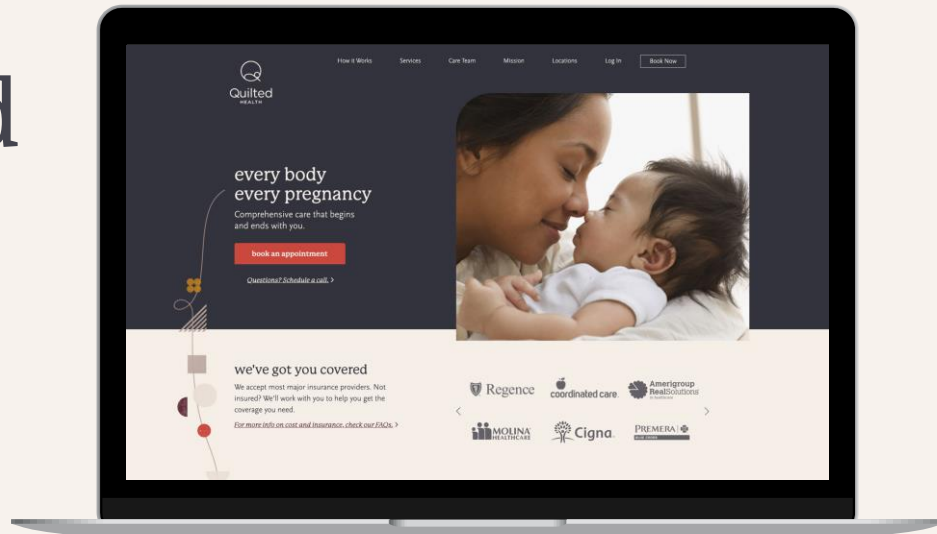 d
How it Works Services Care Team Mission Locations Log In Book Now
Quilted
HEALTH
every body
every pregnancy
Comprehensive care that begins
and ends with you.
book an appointment
Questions? Schedule a call. >
we've got you covered
We accept most major insurance providers. Not
insured? We'll work with you to help you get the
coverage you need.
For more info on cost and insurance, check our FAQs. >
Regence
coordinated care.
Amerigroup
RealSolutions
MOLINA
HEALTHCARE
Cigna.
PREMERA
BLUE CROSS